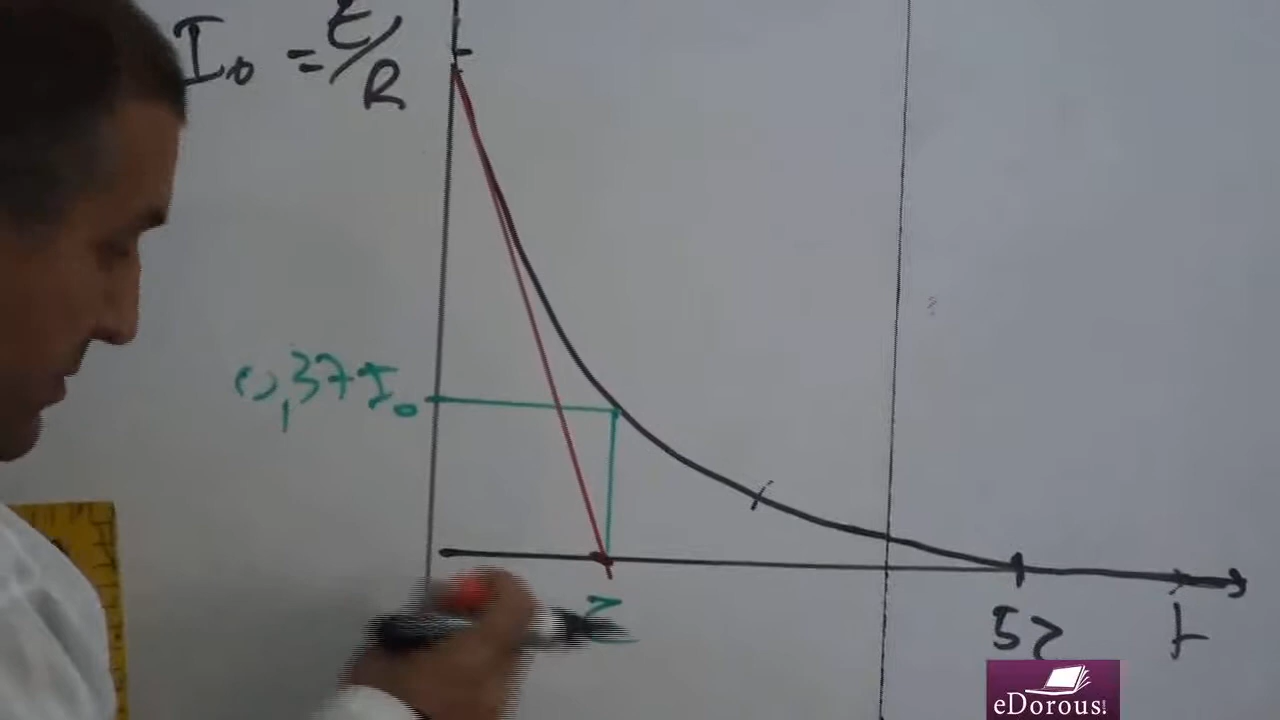 I₀ = E/R
0,37 I₀
τ
5τ
t
eDorous!